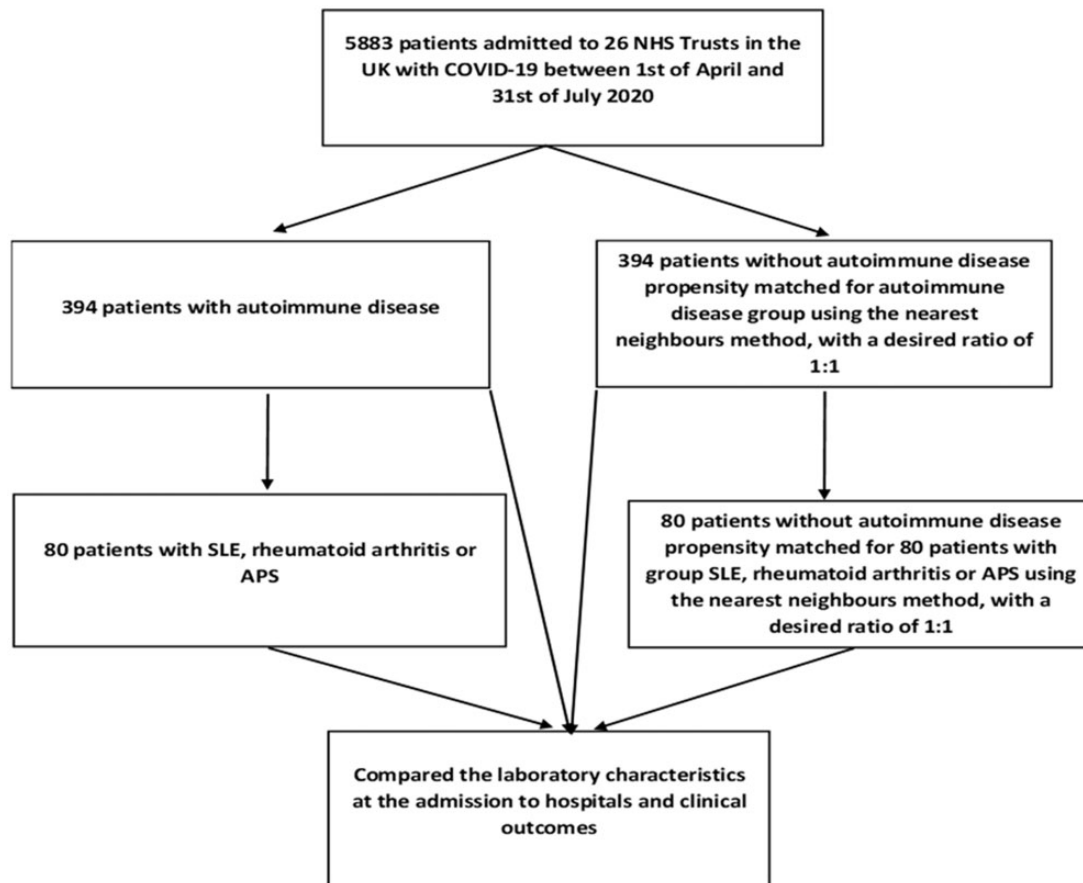 5883 patients admitted to 26 NHS Trusts in the
UK with COVID-19 between 1st of April and
31st of July 2020
394 patients with autoimmune disease
394 patients without autoimmune disease
propensity matched for autoimmune
disease group using the nearest
neighbours method, with a desired ratio of
1:1
80 patients with SLE, rheumatoid arthritis or
APS
80 patients without autoimmune disease
propensity matched for 80 patients with
group SLE, rheumatoid arthritis or APS using
the nearest neighbours method, with a
desired ratio of 1:1
Compared the laboratory characteristics
at the admission to hospitals and clinical
outcomes